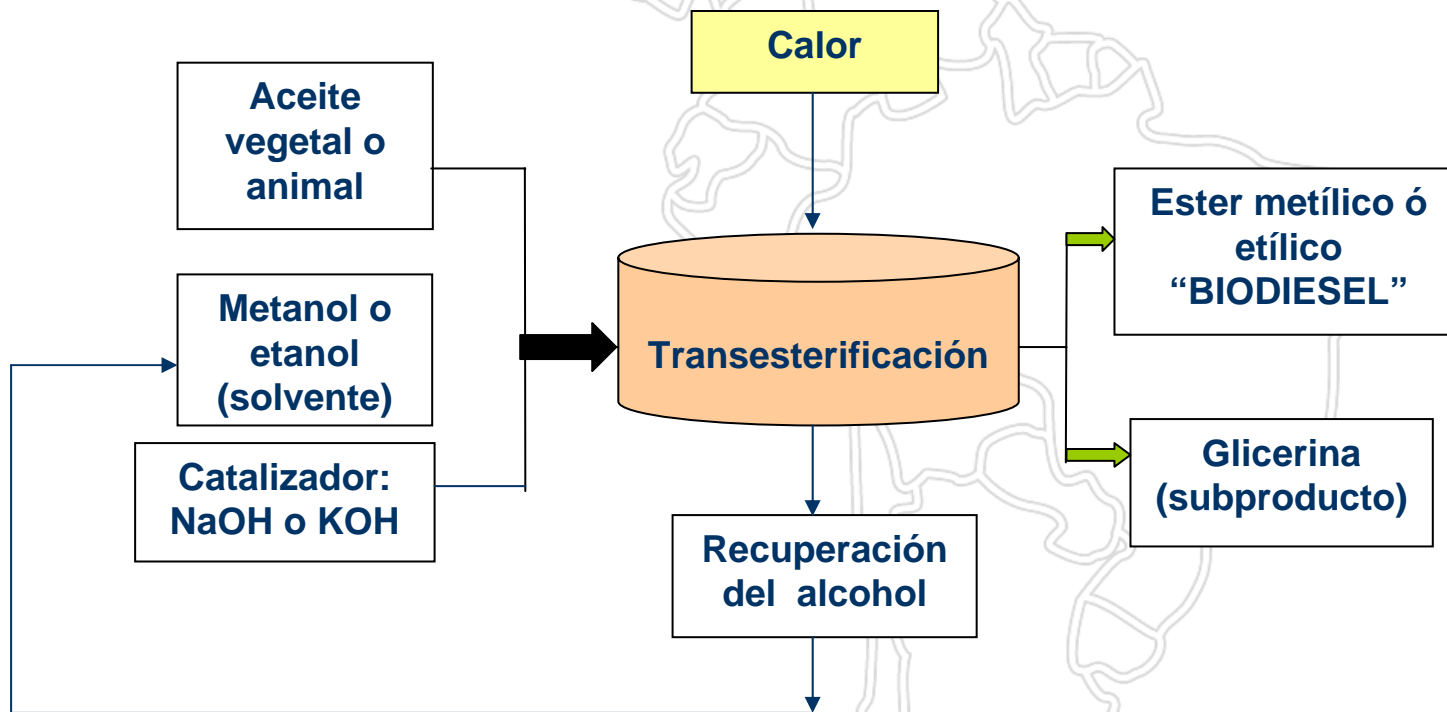 Calor
Aceite
vegetal o
animal
Metanol o
etanol
(solvente)
Catalizador:
NaOH o KOH
Transesterificación
Recuperación
del alcohol
Ester metílico ó
etílico
“BIODIESEL”
Glicerina
(subproducto)